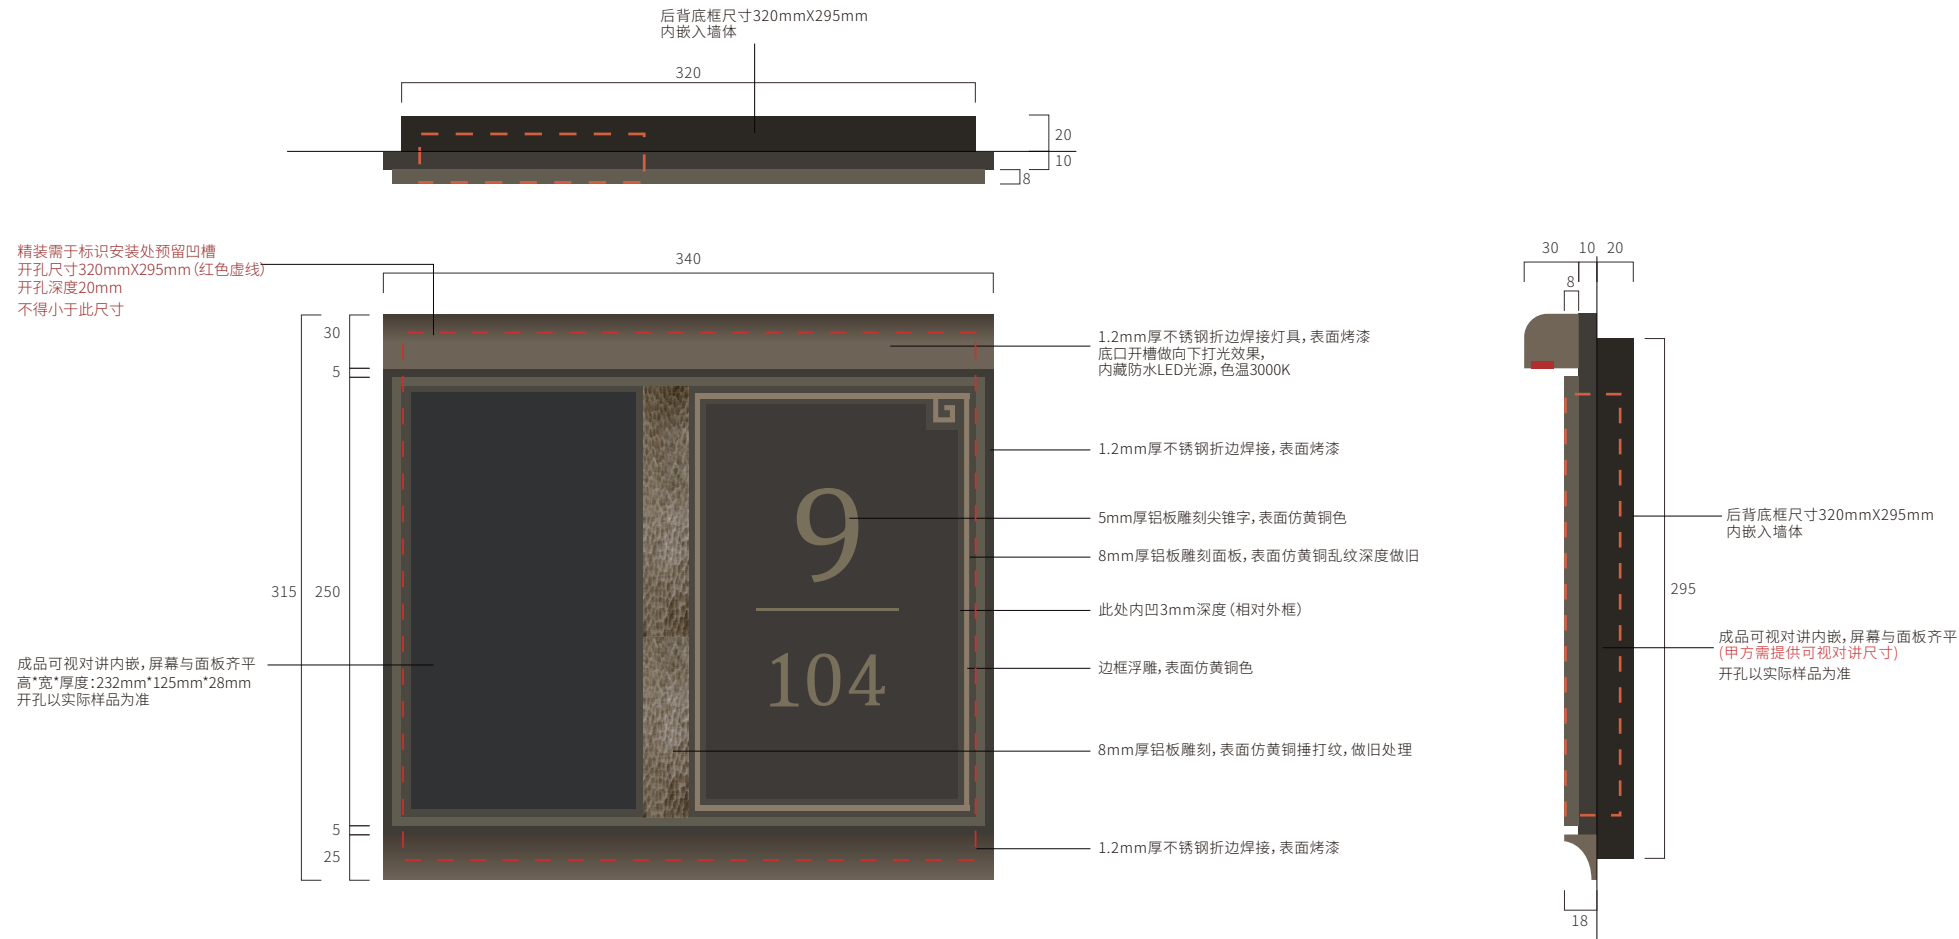 后背底框尺寸320mmX295mm
内嵌入墙体
320
20
10
8
精装需于标识安装处预留凹槽
开孔尺寸320mmX295mm（红色虚线）
开孔深度20mm
不得小于此尺寸
340
30
5
315
250
5
25
成品可视对讲内嵌，屏幕与面板齐平
高*宽*厚度：232mm*125mm*28mm
开孔以实际样品为准
9
104
1.2mm厚不锈钢折边焊接灯具，表面烤漆
底口开槽做向下打光效果，
内藏防水LED光源，色温3000K
1.2mm厚不锈钢折边焊接，表面烤漆
5mm厚铝板雕刻尖锥字，表面仿黄铜色
8mm厚铝板雕刻面板，表面仿黄铜乱纹深度做旧
此处内凹3mm深度（相对外框）
边框浮雕，表面仿黄铜色
8mm厚铝板雕刻，表面仿黄铜捶打纹，做旧处理
1.2mm厚不锈钢折边焊接，表面烤漆
30
10
20
8
后背底框尺寸320mmX295mm
内嵌入墙体
295
成品可视对讲内嵌，屏幕与面板齐平
(甲方需提供可视对讲尺寸)
开孔以实际样品为准
18